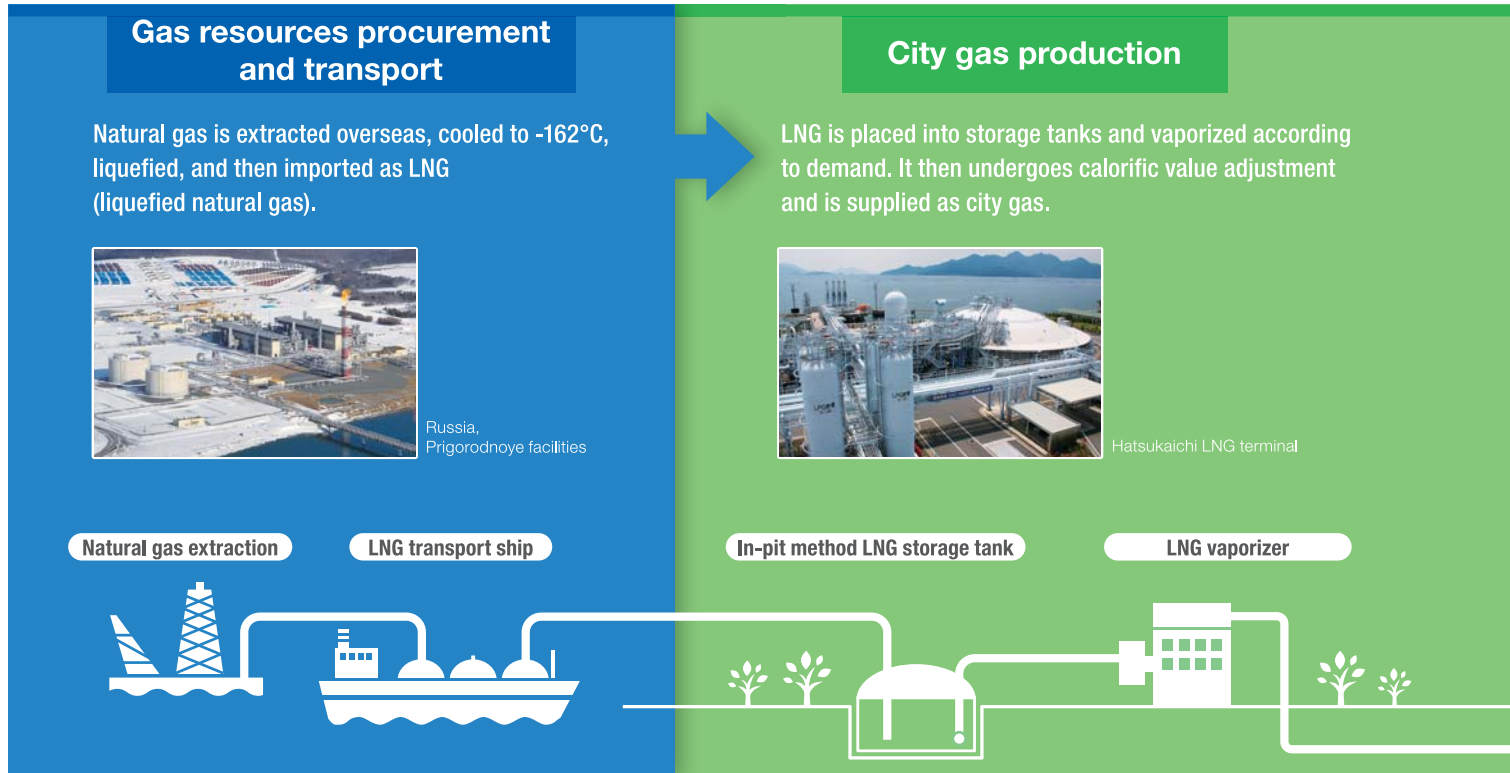 Gas resources procurement
and transport
Natural gas is extracted overseas, cooled to -162°C,
liquefied, and then imported as LNG
(liquefied natural gas).
Russia,
Prigorodnoye facilities
Natural gas extraction
LNG transport ship
City gas production
LNG is placed into storage tanks and vaporized according
to demand. It then undergoes calorific value adjustment
and is supplied as city gas.
Hatsukaichi LNG terminal
In-pit method LNG storage tank
LNG vaporizer